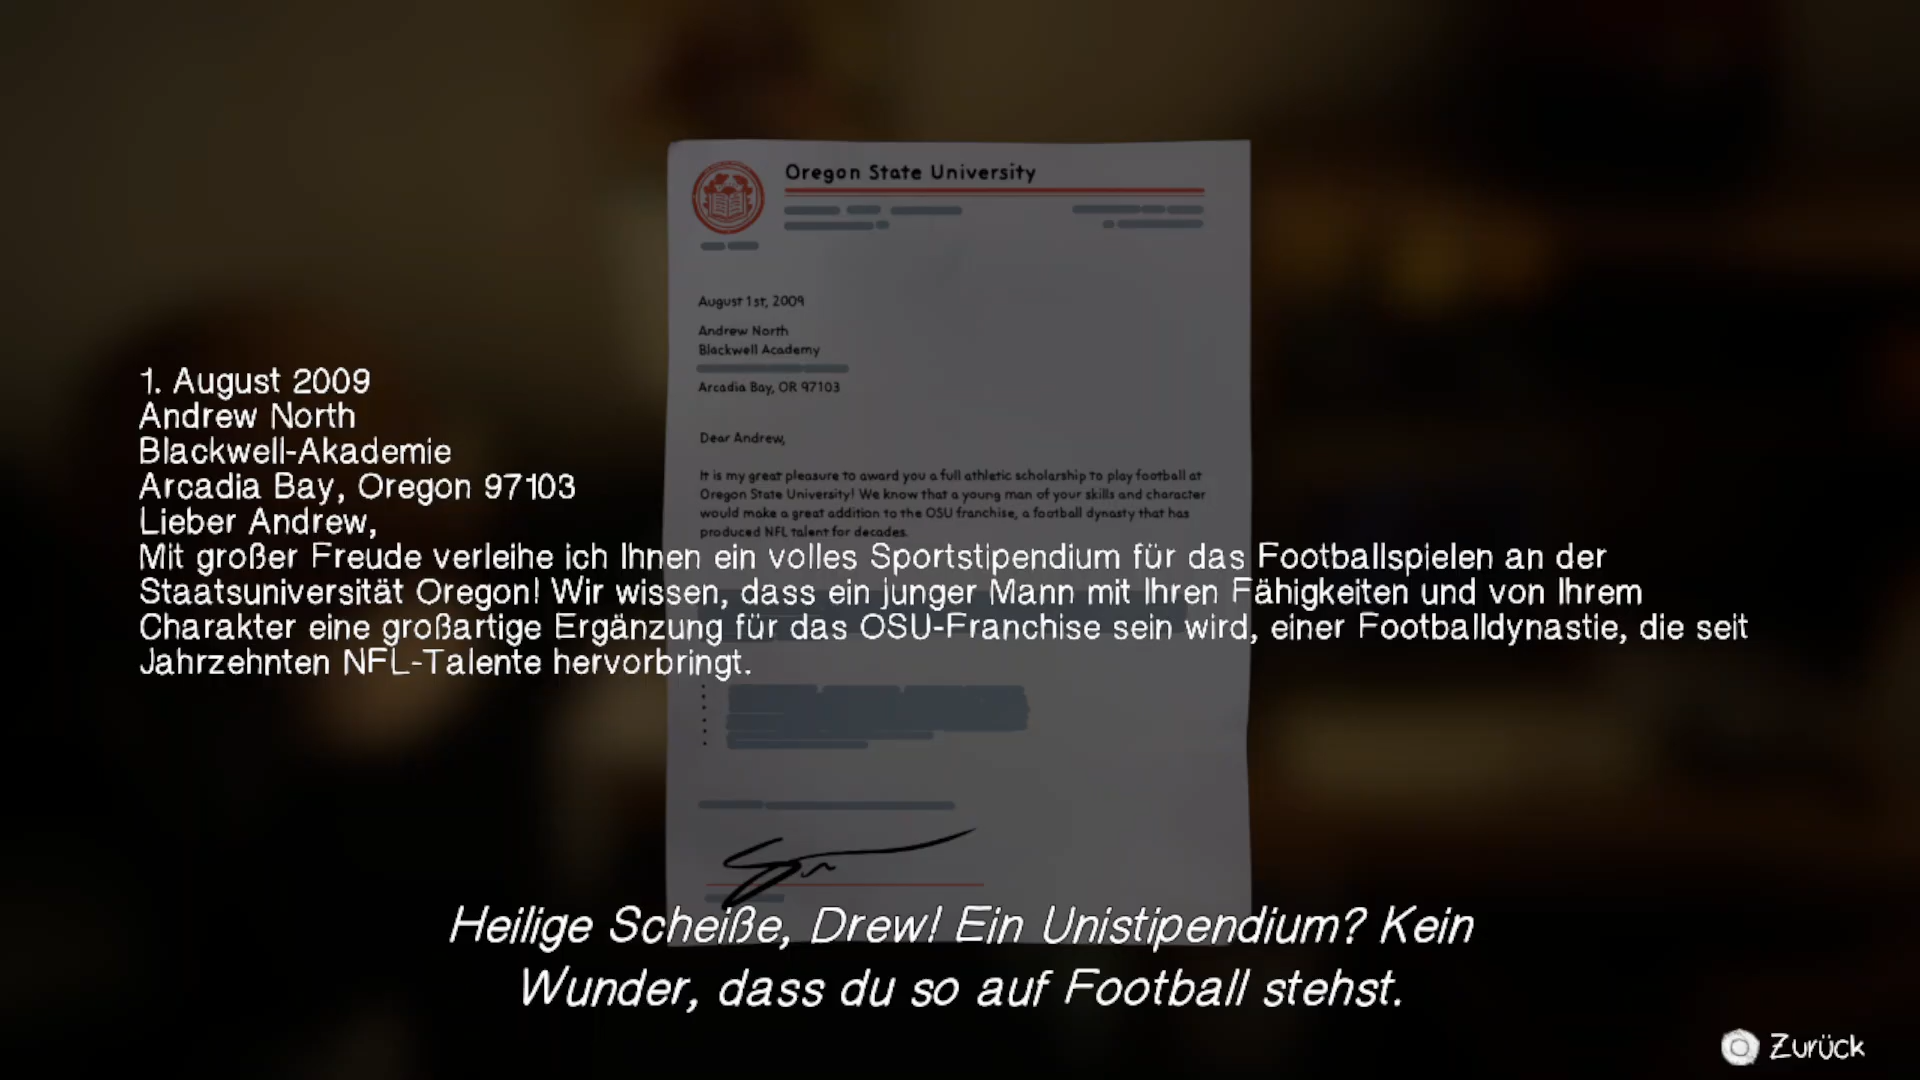 Oregon State University
August 1st, 2009
Andrew North
Blackwell Academy
Arcadia Bay, OR 97103
Dear Andrew,
It is my great pleasure to award you a full athletic scholarship to play football at
Oregon State University! We know that a young man of your skills and character
would make a great addition to the OSU franchise, a football dynasty that has
produced NFL talent for decades.
1. August 2009
Andrew North
Blackwell-Akademie
Arcadia Bay, Oregon 97103
Lieber Andrew,
Mit großer Freude verleihe ich Ihnen ein volles Sportstipendium für das Footballspielen an der
Staatsuniversität Oregon! Wir wissen, dass ein junger Mann mit Ihren Fähigkeiten und von Ihrem
Charakter eine großartige Ergänzung für das OSU-Franchise sein wird, einer Footballdynastie, die seit
Jahrzehnten NFL-Talente hervorbringt.
Heilige Scheiße, Drew! Ein Unistipendium? Kein
Wunder, dass du so auf Football stehst.
Zurück